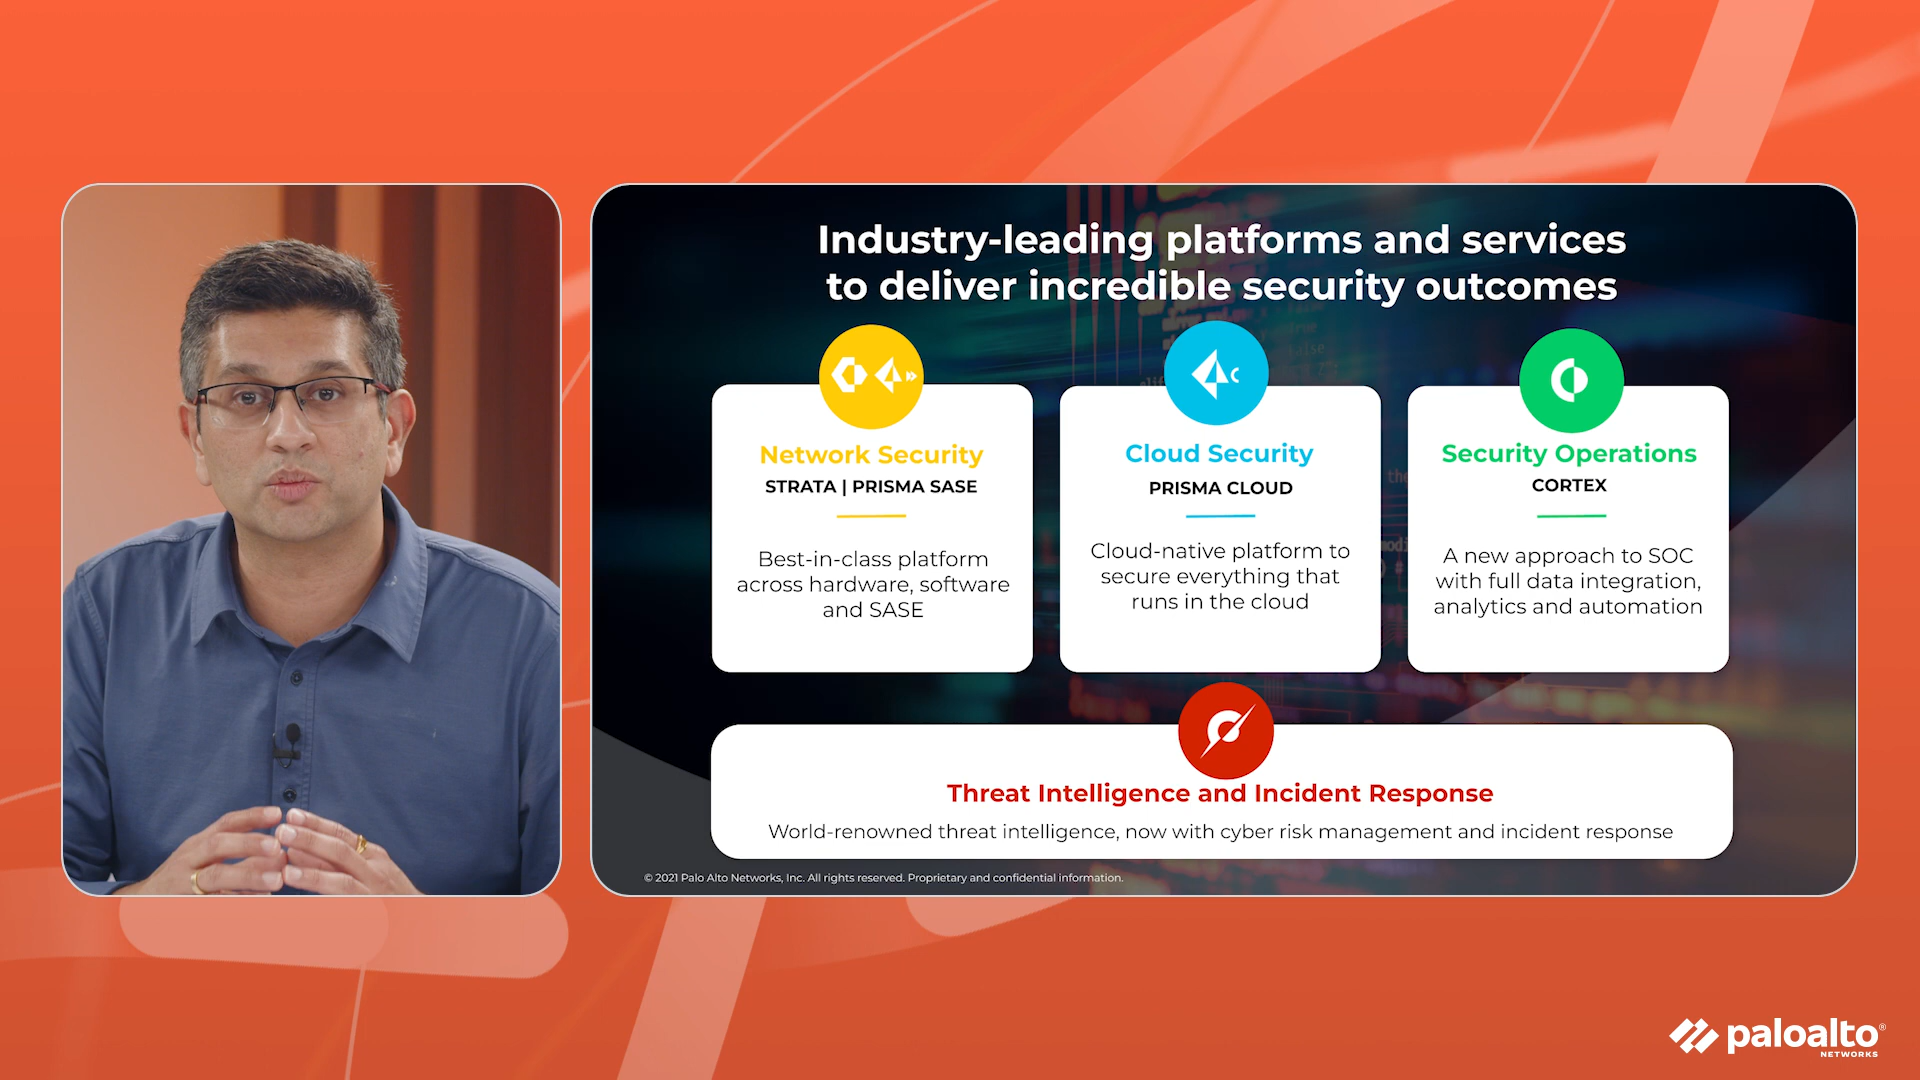 Industry-leading platforms and services
to deliver incredible security outcomes
Network Security
STRATA | PRISMA SASE
Best-in-class platform
across hardware, software
and SASE
Cloud Security
PRISMA CLOUD
Cloud-native platform to
secure everything that
runs in the cloud
Security Operations
CORTEX
A new approach to SOC
with full data integration,
analytics and automation
Threat Intelligence and Incident Response
World-renowned threat intelligence, now with cyber risk management and incident response
© 2021 Palo Alto Networks, Inc. All rights reserved. Proprietary and confidential information.
paloalto®
NETWORKS